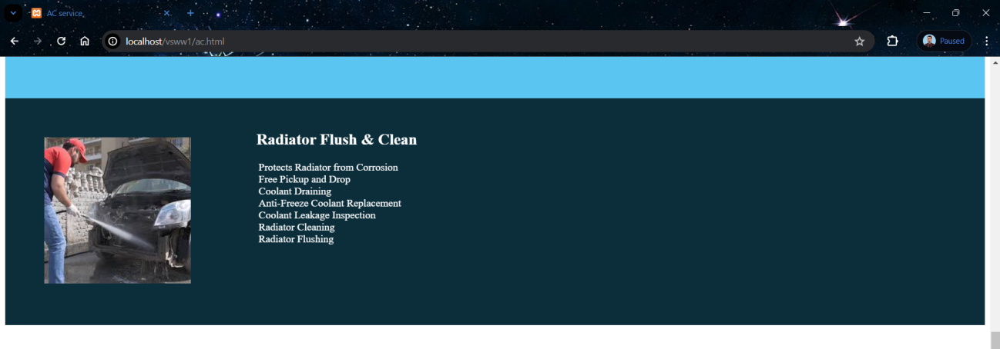 AC service,
localhost/vsww1/ac.html
Paused
Radiator Flush & Clean
Protects Radiator from Corrosion
Free Pickup and Drop
Coolant Draining
Anti-Freeze Coolant Replacement
Coolant Leakage Inspection
Radiator Cleaning
Radiator Flushing